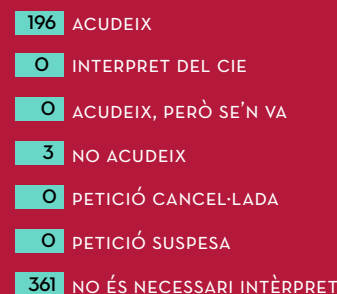 196 ACUDEIX
0 INTERPRET DEL CIE
0 ACUDEIX, PERÒ SE'N VA
3 NO ACUDEIX
0 PETICIÓ CANCEL·LADA
0 PETICIÓ SUSPESA
361 NO ÉS NECESSARI INTÈRPRET